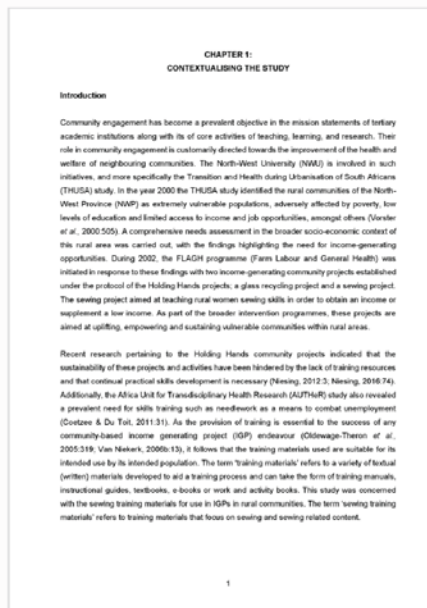 CHAPTER 1:
CONTEXTUALISING THE STUDY
Introduction
Community engagement has become a prevalent objective in the mission statements of tertiary
academic institutions along with its of core activities of teaching, learning, and research. Their
role in community engagement is customarily directed towards the improvement of the health and
welfare of neighbouring communities. The North-West University (NWU) is involved in such
initiatives, and more specifically the Transition and Health during Urbanisation of South Africans
(THUSA) study. In the year 2000 the THUSA study identified the rural communities of the North-
West Province (NWP) as extremely vulnerable populations, adversely affected by poverty, low
levels of education and limited access to income and job opportunities, amongst others (Vorster
et al., 2000:505). A comprehensive needs assessment in the broader socio-economic context of
this rural area was carried out, with the findings highlighting the need for income-generating
opportunities. During 2002, the FLAGH programme (Farm Labour and General Health) was
initiated in response to these findings with two income-generating community projects established
under the protocol of the Holding Hands projects; a glass recycling project and a sewing project.
The sewing project aimed at teaching rural women sewing skills in order to obtain an income or
supplement a low income. As part of the broader intervention programmes, these projects are
aimed at uplifting, empowering and sustaining vulnerable communities within rural areas.
Recent research pertaining to the Holding Hands community projects indicated that the
sustainability of these projects and activities have been hindered by the lack of training resources
and that continual practical skills development is necessary (Niesing, 2012:3; Niesing, 2016:74).
Additionally, the Africa Unit for Transdisciplinary Health Research (AUTHeR) study also revealed
a prevalent need for skills training such as needlework as a means to combat unemployment
(Coetzee & Du Toit, 2011:31). As the provision of training is essential to the success of any
community-based income generating project (IGP) endeavour (Oldewage-Theron et al.,
2005:319; Van Niekerk, 2006b:13), it follows that the training materials used are suitable for its
intended use by its intended population. The term 'training materials' refers to a variety of textual
(written) materials developed to aid a training process and can take the form of training manuals,
instructional guides, textbooks, e-books or work and activity books. This study was concerned
with the sewing training materials for use in IGPs in rural communities. The term 'sewing training
materials' refers to training materials that focus on sewing and sewing related content.
1